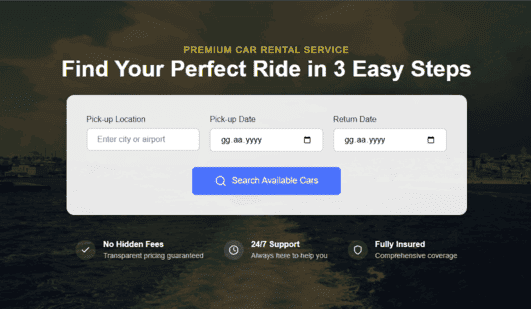 PREMIUM CAR RENTAL SERVICE
Find Your Perfect Ride in 3 Easy Steps
Pick-up Location
Pick-up Date
Return Date
Enter city or airport
gg.aa.yyyy
gg.aa.yyyy
Search Available Cars
No Hidden Fees
Transparent pricing guaranteed
24/7 Support
Always here to help you
Fully Insured
Comprehensive coverage